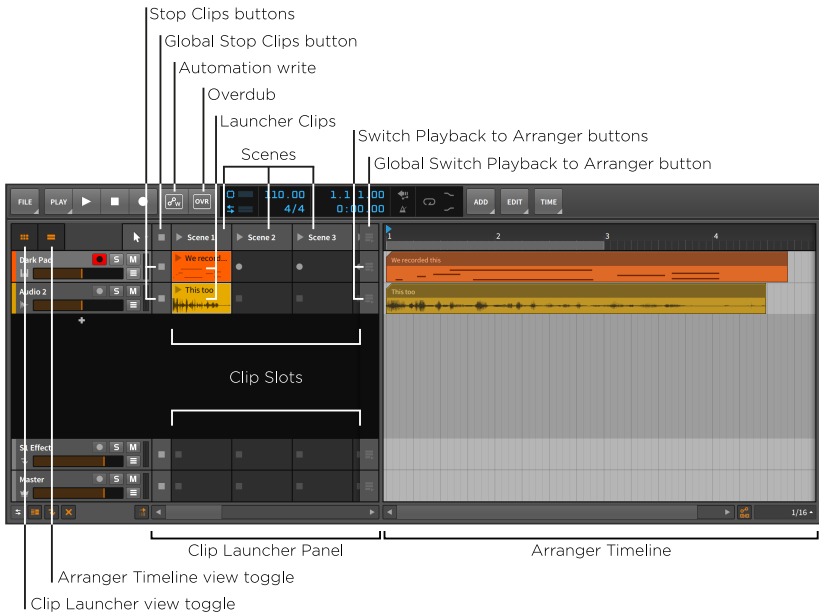 Stop Clips buttons
Global Stop Clips button
Automation write
Overdub
Launcher Clips
Switch Playback to Arranger buttons
Scenes
Global Switch Playback to Arranger button
FILE
PLAY
W
OVR
110.00
4/4
1.1.1.00
0:00.00
ADD
EDIT
TIME
Scene 1
Scene 2
Scene 3
1
2
3
4
Dark Pad
S
M
We record...
We recorded this
Audio 2
S
M
This too
This too
+
Clip Slots
S1 Effect
S
M
Master
S
M
1/16
Clip Launcher Panel
Arranger Timeline
Arranger Timeline view toggle
Clip Launcher view toggle